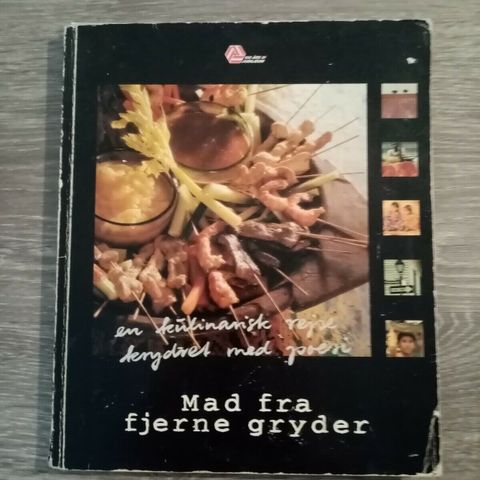 en kulinarisk rejse
krydret med poesi
Mad fra
fjerne gryder